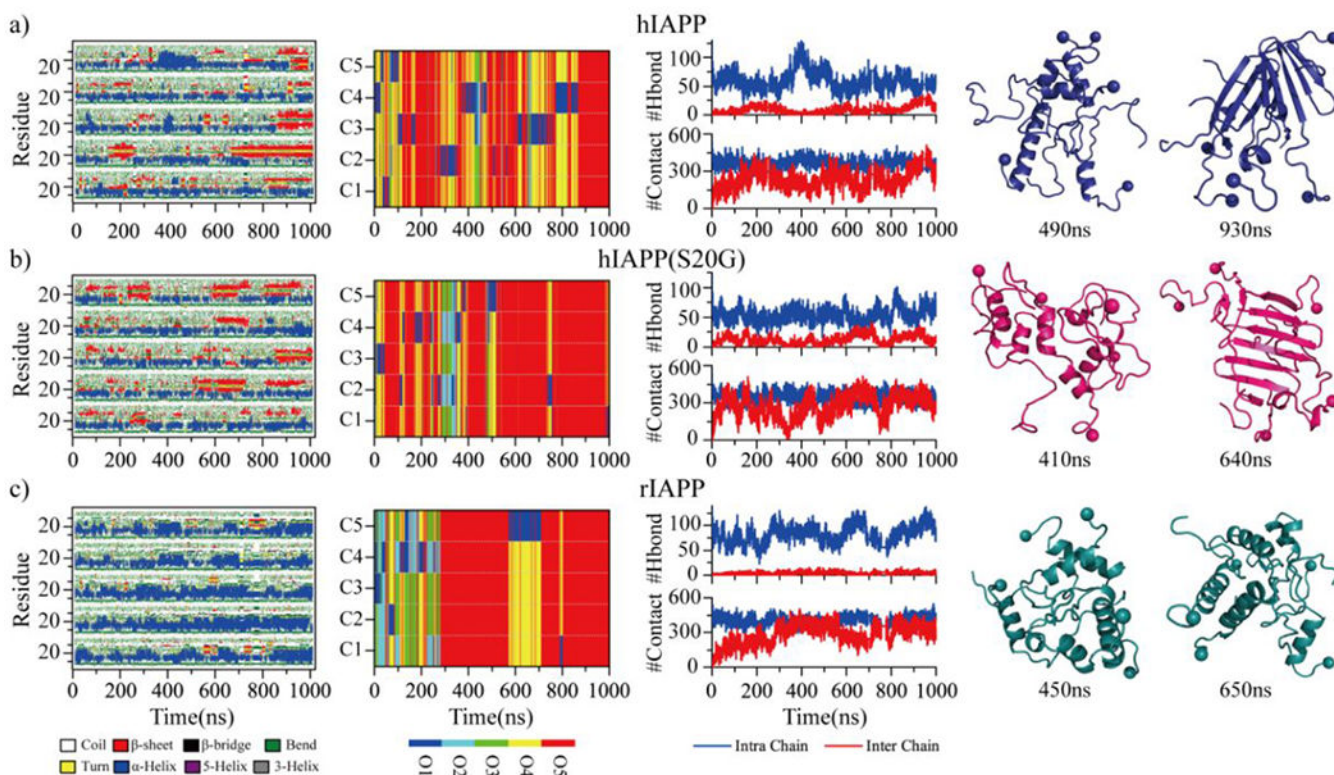 a)
hIAPP
Residue
20
20
20
20
20
0 200 400 600 800 1000
C5
C4
C3
C2
C1
0 200 400 600 800 1000
#Hbond
100
50
0
#Contact
600
300
0
0 200 400 600 800 1000
490ns
930ns
b)
hIAPP(S20G)
Residue
20
20
20
20
20
0 200 400 600 800 1000
C5
C4
C3
C2
C1
0 200 400 600 800 1000
#Hbond
100
50
0
#Contact
600
300
0
0 200 400 600 800 1000
410ns
640ns
c)
rIAPP
Residue
20
20
20
20
20
0 200 400 600 800 1000
Time(ns)
C5
C4
C3
C2
C1
0 200 400 600 800 1000
Time(ns)
#Hbond
100
50
0
#Contact
600
300
0
0 200 400 600 800 1000
Time(ns)
450ns
650ns
Coil β-sheet β-bridge Bend
Turn α-Helix 5-Helix 3-Helix
O1 O2 O3 O4 O5
Intra Chain Inter Chain